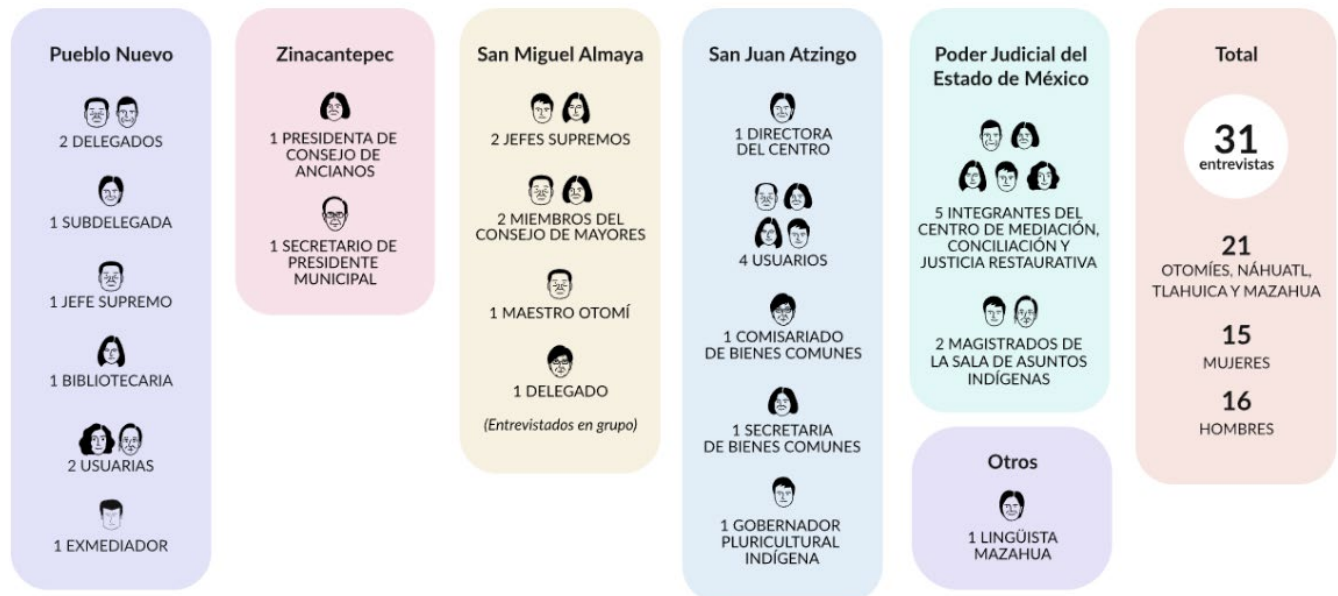 Pueblo Nuevo
2 DELEGADOS
1 SUBDELEGADA
1 JEFE SUPREMO
1 BIBLIOTECARIA
2 USUARIAS
1 EXMEDIADOR
Zinacantepec
1 PRESIDENTA DE
CONSEJO DE
ANCIANOS
1 SECRETARIO DE
PRESIDENTE
MUNICIPAL
San Miguel Almaya
2 JEFES SUPREMOS
2 MIEMBROS DEL
CONSEJO DE MAYORES
1 MAESTRO OTOMÍ
1 DELEGADO
(Entrevistados en grupo)
San Juan Atzingo
1 DIRECTORA
DEL CENTRO
4 USUARIOS
1 COMISARIADO
DE BIENES COMUNES
1 SECRETARIA
DE BIENES COMUNES
1 GOBERNADOR
PLURICULTURAL
INDÍGENA
Poder Judicial del
Estado de México
5 INTEGRANTES DEL
CENTRO DE MEDIACIÓN,
CONCILIACIÓN Y
JUSTICIA RESTAURATIVA
2 MAGISTRADOS DE
LA SALA DE ASUNTOS
INDÍGENAS
Otros
1 LINGÜISTA
MAZAHUA
Total
31
entrevistas
21
OTOMÍES, NÁHUATL,
TLAHUICA Y MAZAHUA
15
MUJERES
16
HOMBRES